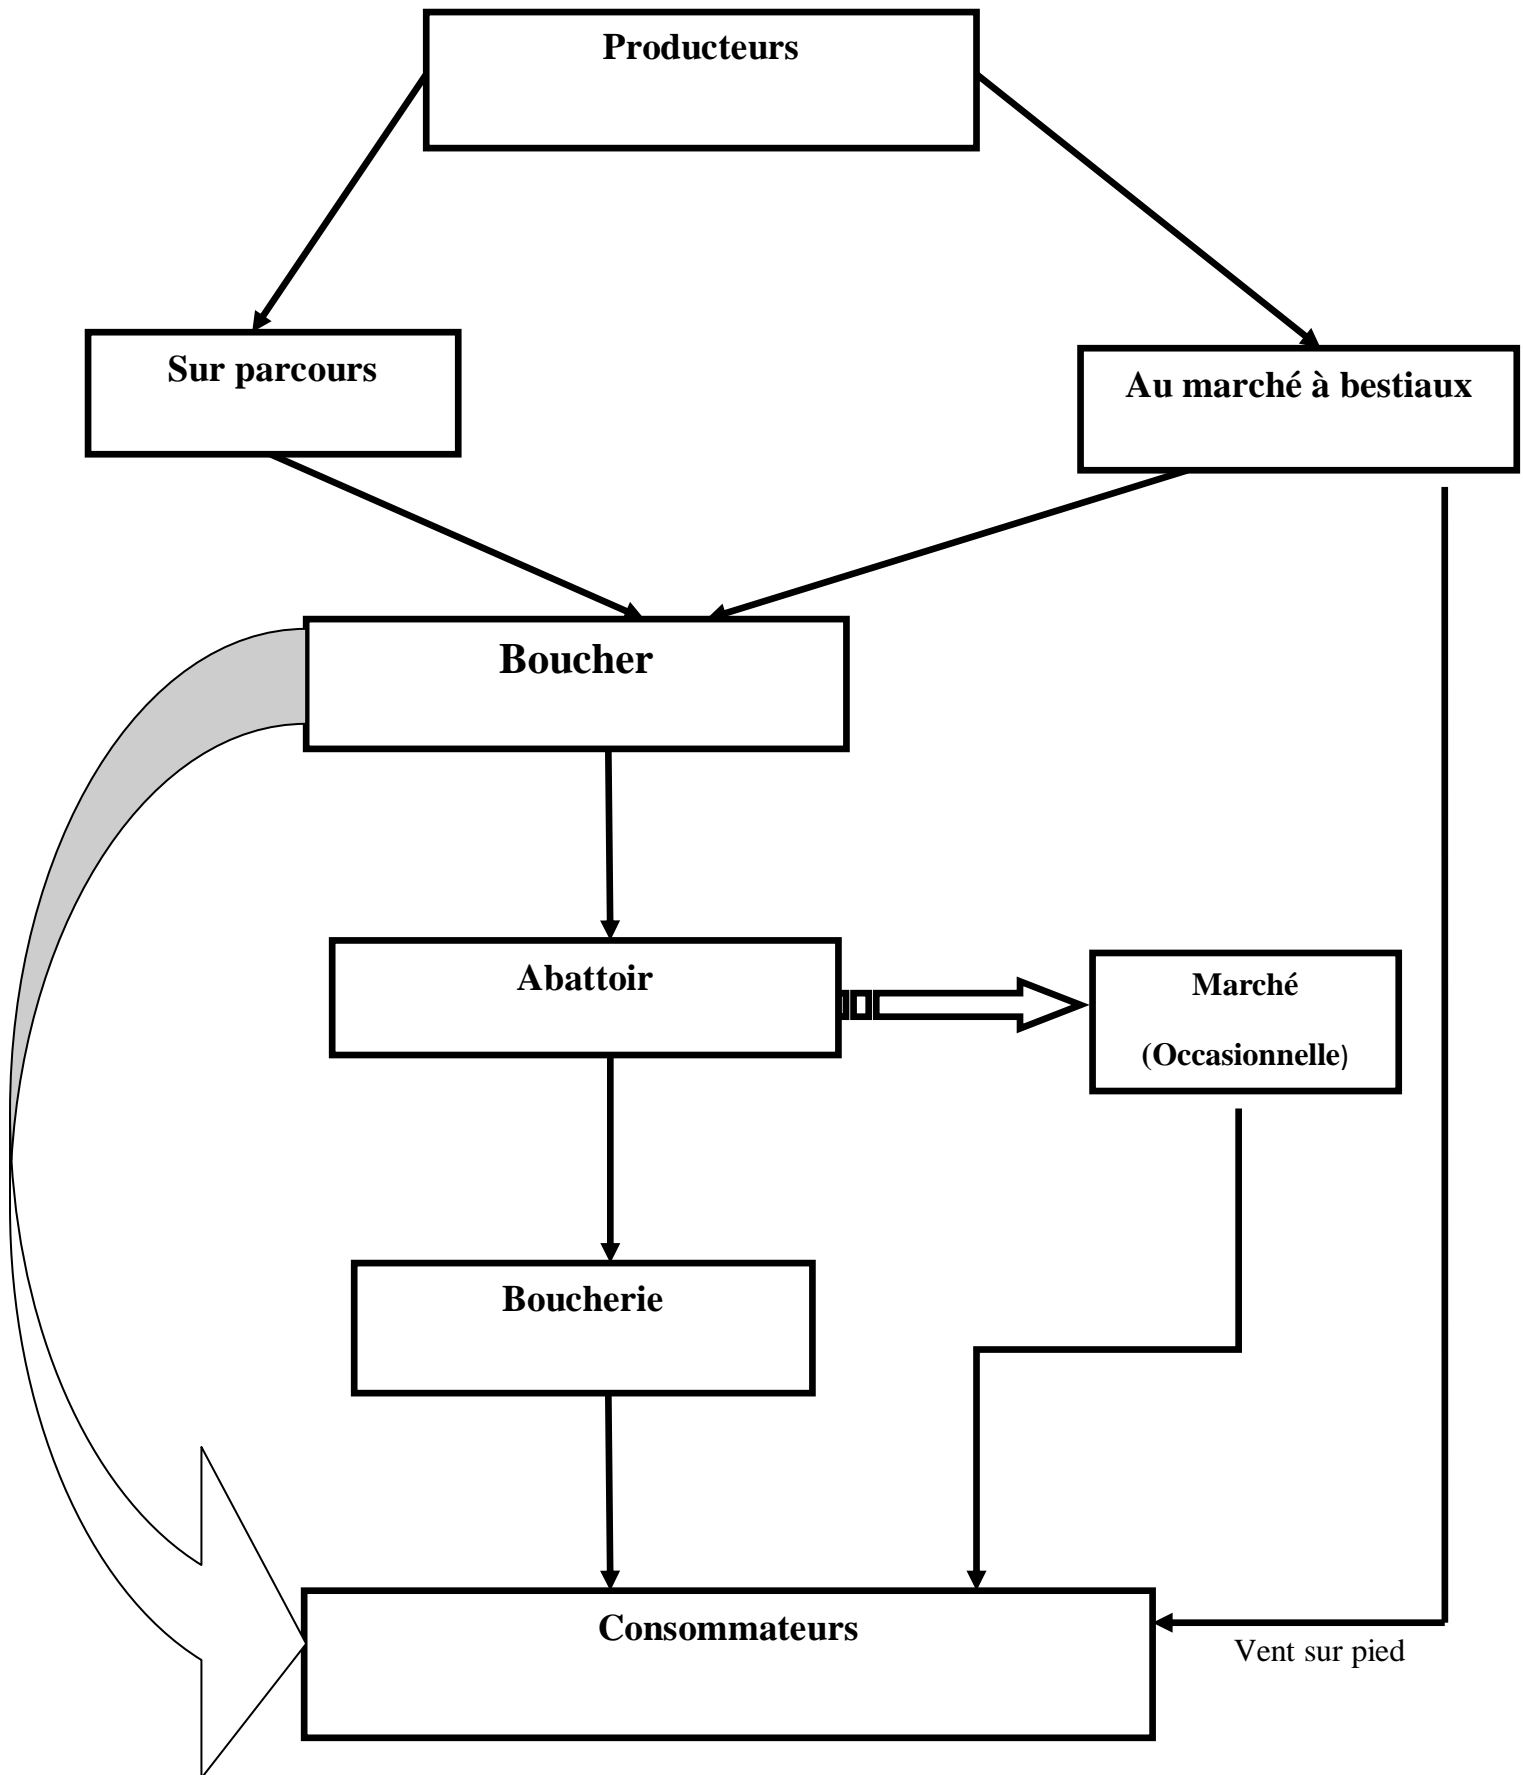 Producteurs
Sur parcours
Au marché à bestiaux
Boucher
Abattoir
Marché
(Occasionnelle)
Boucherie
Consommateurs
Vent sur pied